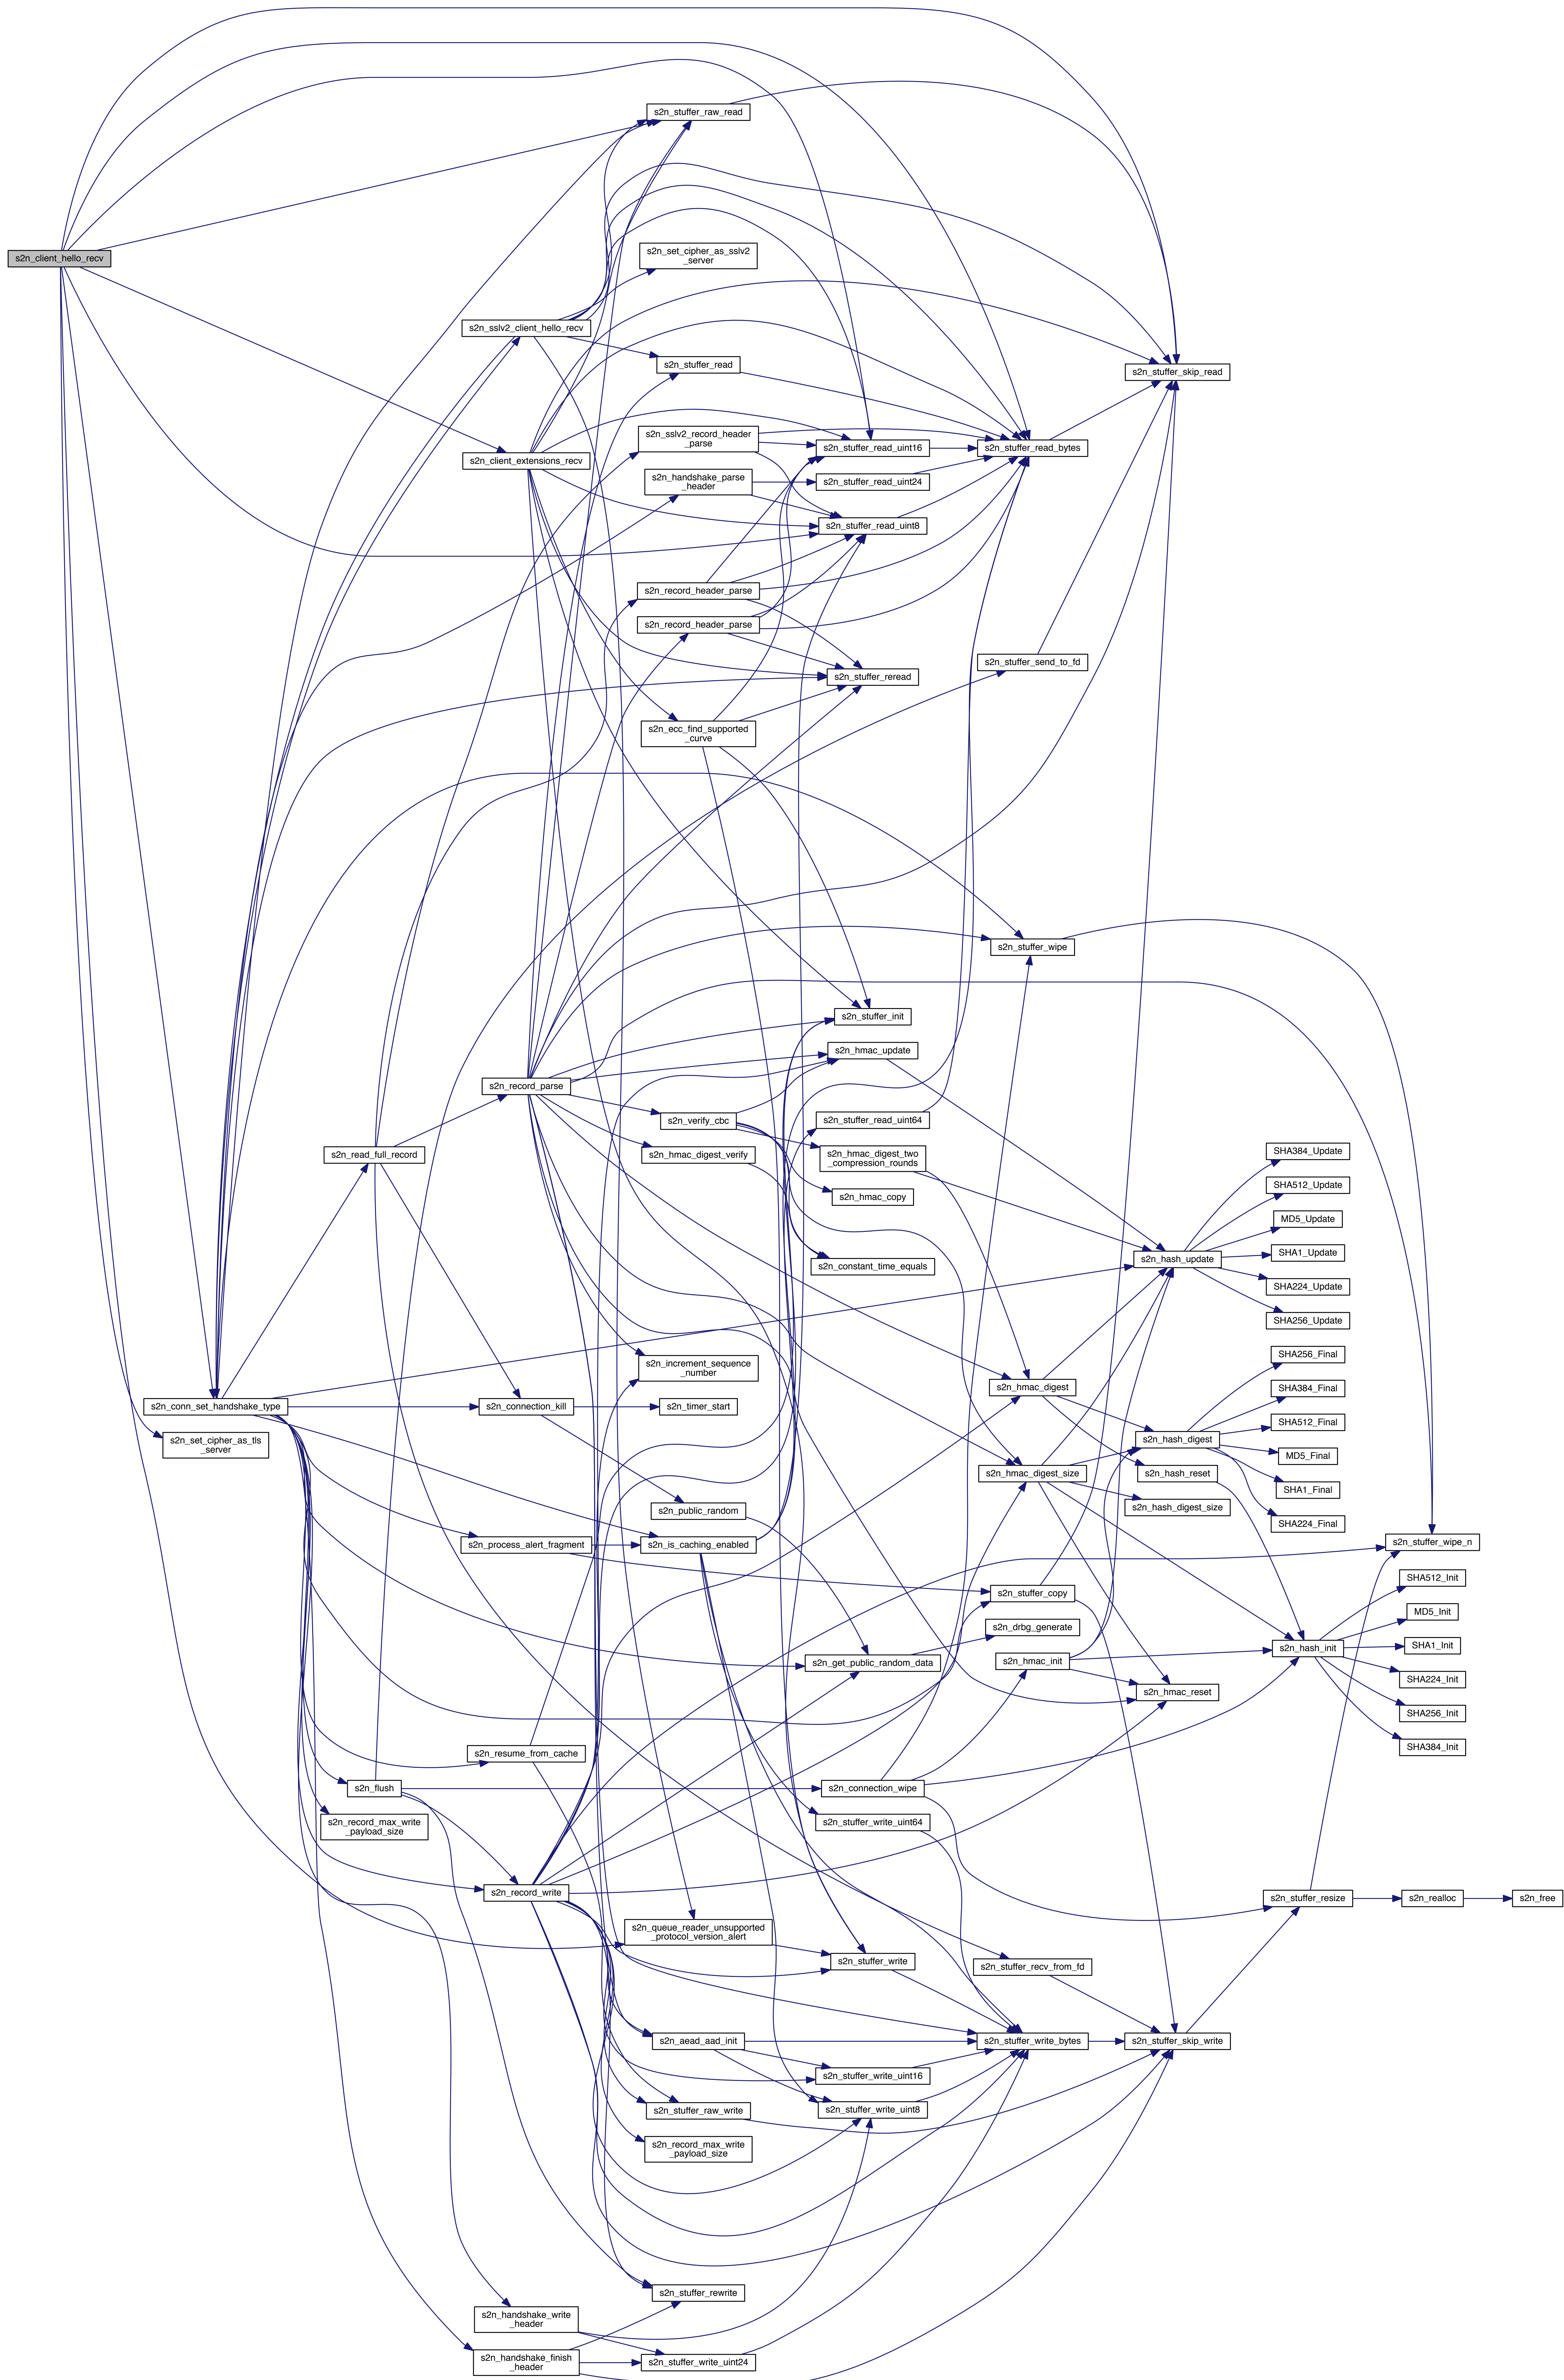 s2n_stuffer_raw_read
s2n_client_hello_recv
s2n_set_cipher_as_sslv2
_server
s2n_sslv2_client_hello_recv
s2n_stuffer_read
s2n_stuffer_skip_read
s2n_sslv2_record_header
_parse
s2n_stuffer_read_uint16
s2n_stuffer_read_bytes
s2n_client_extensions_recv
s2n_handshake_parse
_header
s2n_stuffer_read_uint24
s2n_stuffer_read_uint8
s2n_record_header_parse
s2n_record_header_parse
s2n_stuffer_send_to_fd
s2n_stuffer_reread
s2n_ecc_find_supported
_curve
s2n_stuffer_wipe
s2n_stuffer_init
s2n_hmac_update
s2n_record_parse
s2n_verify_cbc
s2n_stuffer_read_uint64
s2n_read_full_record
s2n_hmac_digest_verify
s2n_hmac_digest_two
_compression_rounds
SHA384_Update
s2n_hmac_copy
SHA512_Update
MD5_Update
SHA1_Update
s2n_hash_update
s2n_constant_time_equals
SHA224_Update
SHA256_Update
SHA256_Final
s2n_increment_sequence
_number
s2n_hmac_digest
SHA384_Final
s2n_conn_set_handshake_type
s2n_connection_kill
s2n_timer_start
SHA512_Final
s2n_set_cipher_as_tls
_server
s2n_hash_digest
MD5_Final
s2n_hmac_digest_size
s2n_hash_reset
SHA1_Final
s2n_hash_digest_size
s2n_public_random
SHA224_Final
s2n_process_alert_fragment
s2n_is_caching_enabled
s2n_stuffer_wipe_n
SHA512_Init
s2n_stuffer_copy
MD5_Init
s2n_drbg_generate
SHA1_Init
s2n_hash_init
s2n_get_public_random_data
s2n_hmac_init
SHA224_Init
s2n_hmac_reset
SHA256_Init
SHA384_Init
s2n_resume_from_cache
s2n_flush
s2n_connection_wipe
s2n_record_max_write
_payload_size
s2n_stuffer_write_uint64
s2n_record_write
s2n_stuffer_resize
s2n_realloc
s2n_free
s2n_queue_reader_unsupported
_protocol_version_alert
s2n_stuffer_write
s2n_stuffer_recv_from_fd
s2n_aead_aad_init
s2n_stuffer_write_bytes
s2n_stuffer_skip_write
s2n_stuffer_write_uint16
s2n_stuffer_raw_write
s2n_stuffer_write_uint8
s2n_record_max_write
_payload_size
s2n_stuffer_rewrite
s2n_handshake_write
_header
s2n_handshake_finish
_header
s2n_stuffer_write_uint24